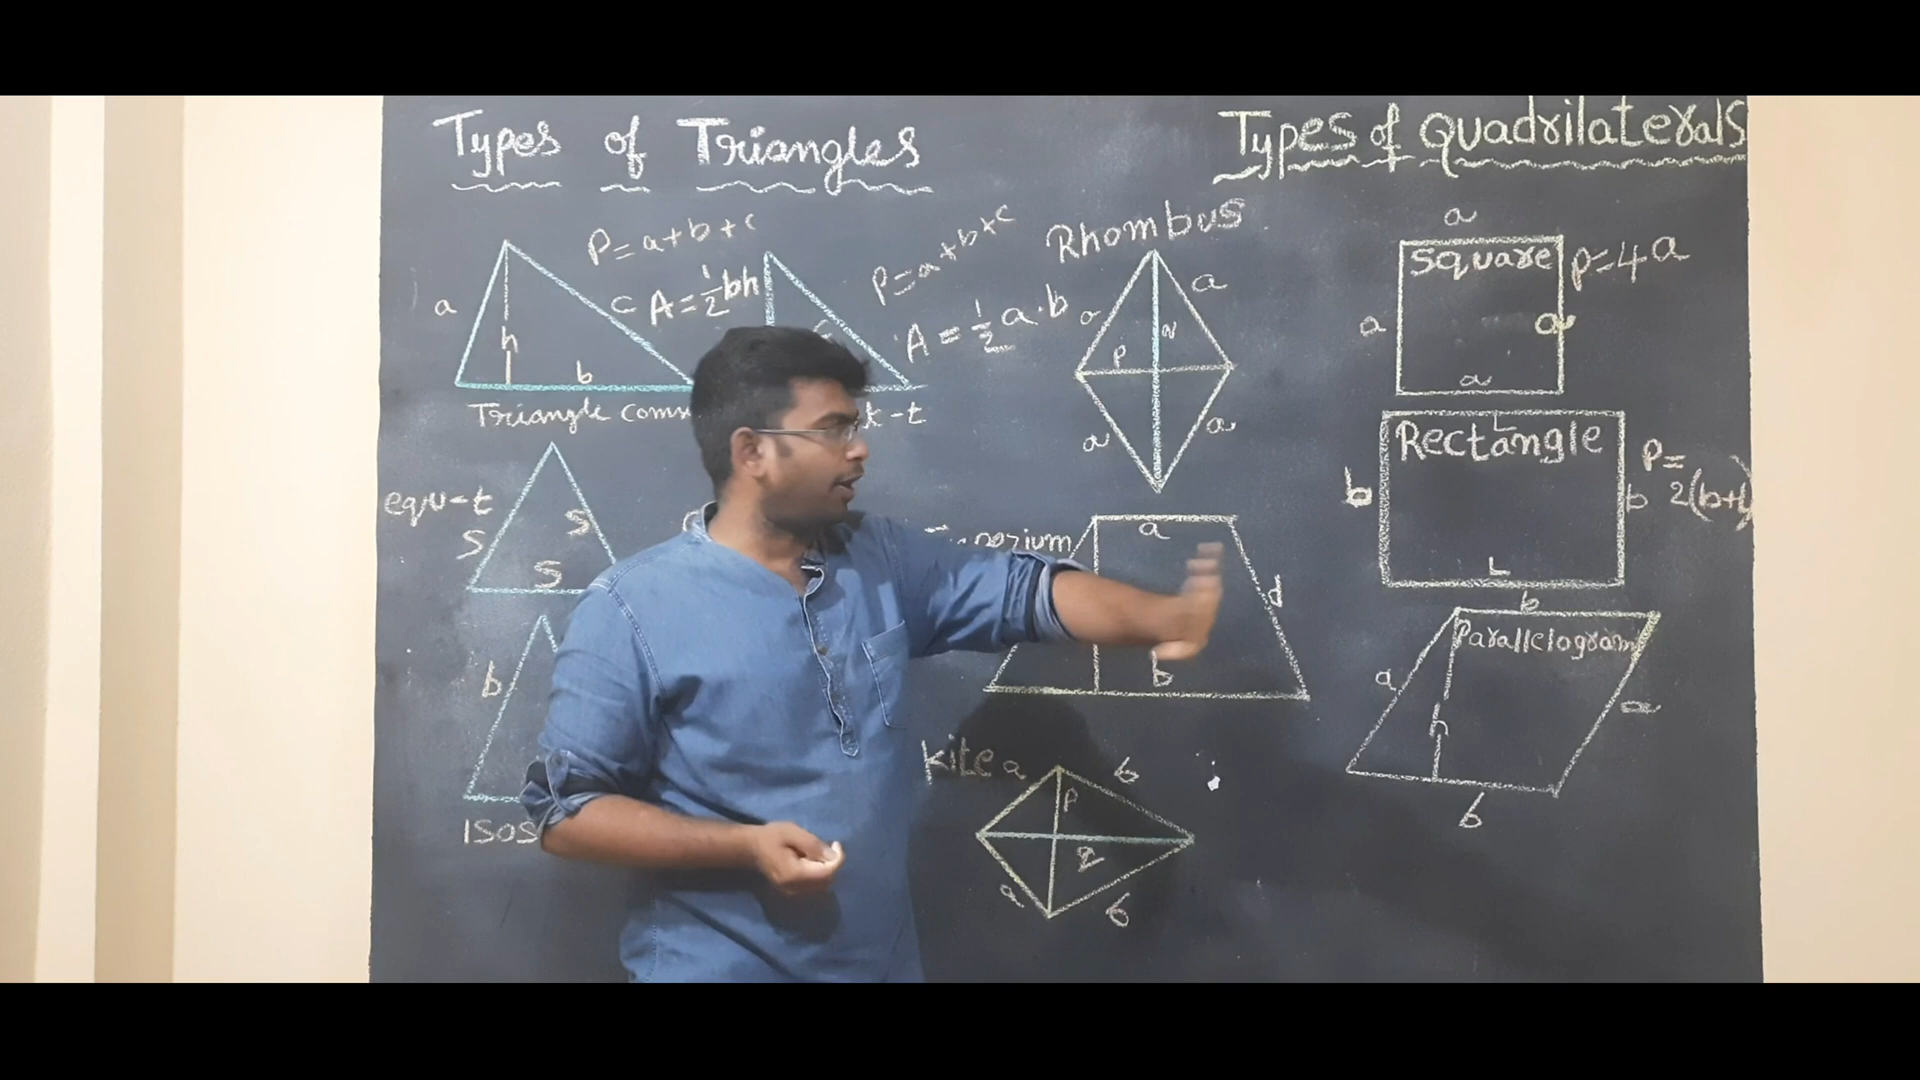 Types of Triangles
Types of quadrilaterals
P=a+b+c
A=½bh
a
h
b
c
Triangle
P=a+b+c
A=½a·b
t-t
equ-t
S
S
S
b
Rhombus
a
a
p
a
a
a
d
b
kite
a
b
p
q
a
b
a
Square
P=4a
a
a
a
L
Rectangle
b
b
P=
2(b+l)
L
b
Parallelogram
a
h
a
b